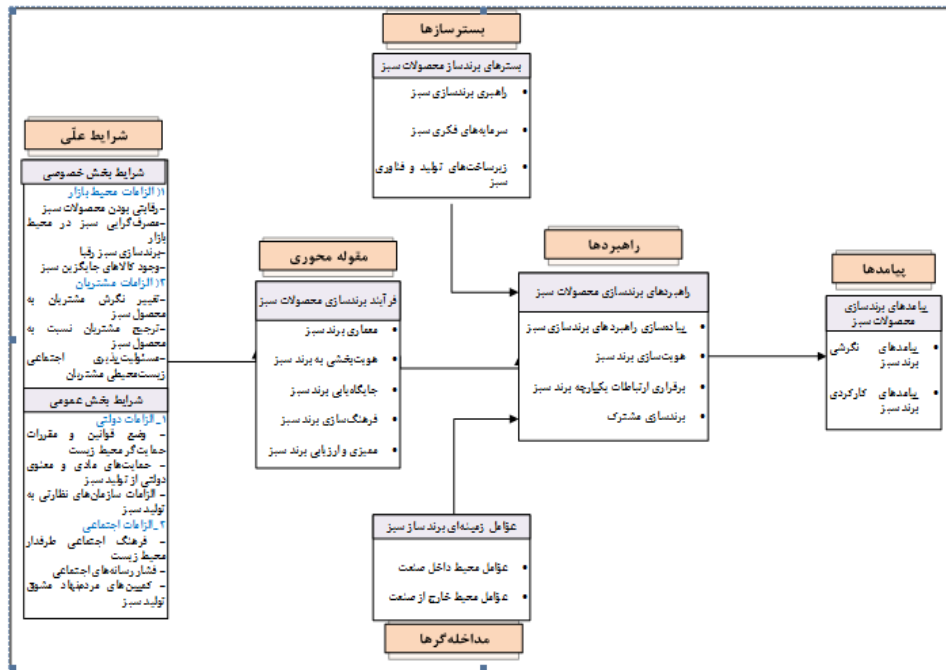 بسترسازها
بسترهای برندساز محصولات سبز
• راهبری برندسازی سبز
• سرمایه‌های فکری سبز
• زیرساخت‌های تولید و فناوری
سبز
شرایط علّی
شرایط بخش خصوصی
۱) الزامات محیط بازار
-رقابتی بودن محصولات سبز
-مصرف‌گرایی سبز در محیط
بازار
-برندسازی سبز رقبا
-وجود کالاهای جایگزین سبز
۲) الزامات مشتریان
-تغییر نگرش مشتریان به
محصول سبز
-ترجیح مشتریان نسبت به
محصول سبز
-مسئولیت‌پذیری اجتماعی
زیست‌محیطی مشتریان
شرایط بخش عمومی
۱_الزامات دولتی
- وضع قوانین و مقررات
حمایت‌گر محیط زیست
- حمایت‌های مادی و معنوی
دولتی از تولید سبز
- الزامات سازمان‌های نظارتی به
تولید سبز
۲_الزامات اجتماعی
- فرهنگ اجتماعی طرفدار
محیط زیست
- فشار رسانه‌های اجتماعی
- کمپین‌های مردم‌نهاد مشوق
تولید سبز
مقوله محوری
فرآیند برندسازی محصولات سبز
• معماری برند سبز
• هویت‌بخشی به برند سبز
• جایگاه‌یابی برند سبز
• فرهنگ‌سازی برند سبز
• ممیزی و ارزیابی برند سبز
راهبردها
راهبردهای برندسازی محصولات سبز
• پیاده‌سازی راهبردهای برندسازی سبز
• هویت‌سازی برند سبز
• برقراری ارتباطات یکپارچه برند سبز
• برندسازی مشترک
پیامدها
پیامدهای برندسازی
محصولات سبز
• پیامدهای نگرشی
برند سبز
• پیامدهای کارکردی
برند سبز
عوامل زمینه‌ای برند ساز سبز
• عوامل محیط داخل صنعت
• عوامل محیط خارج از صنعت
مداخله‌گرها